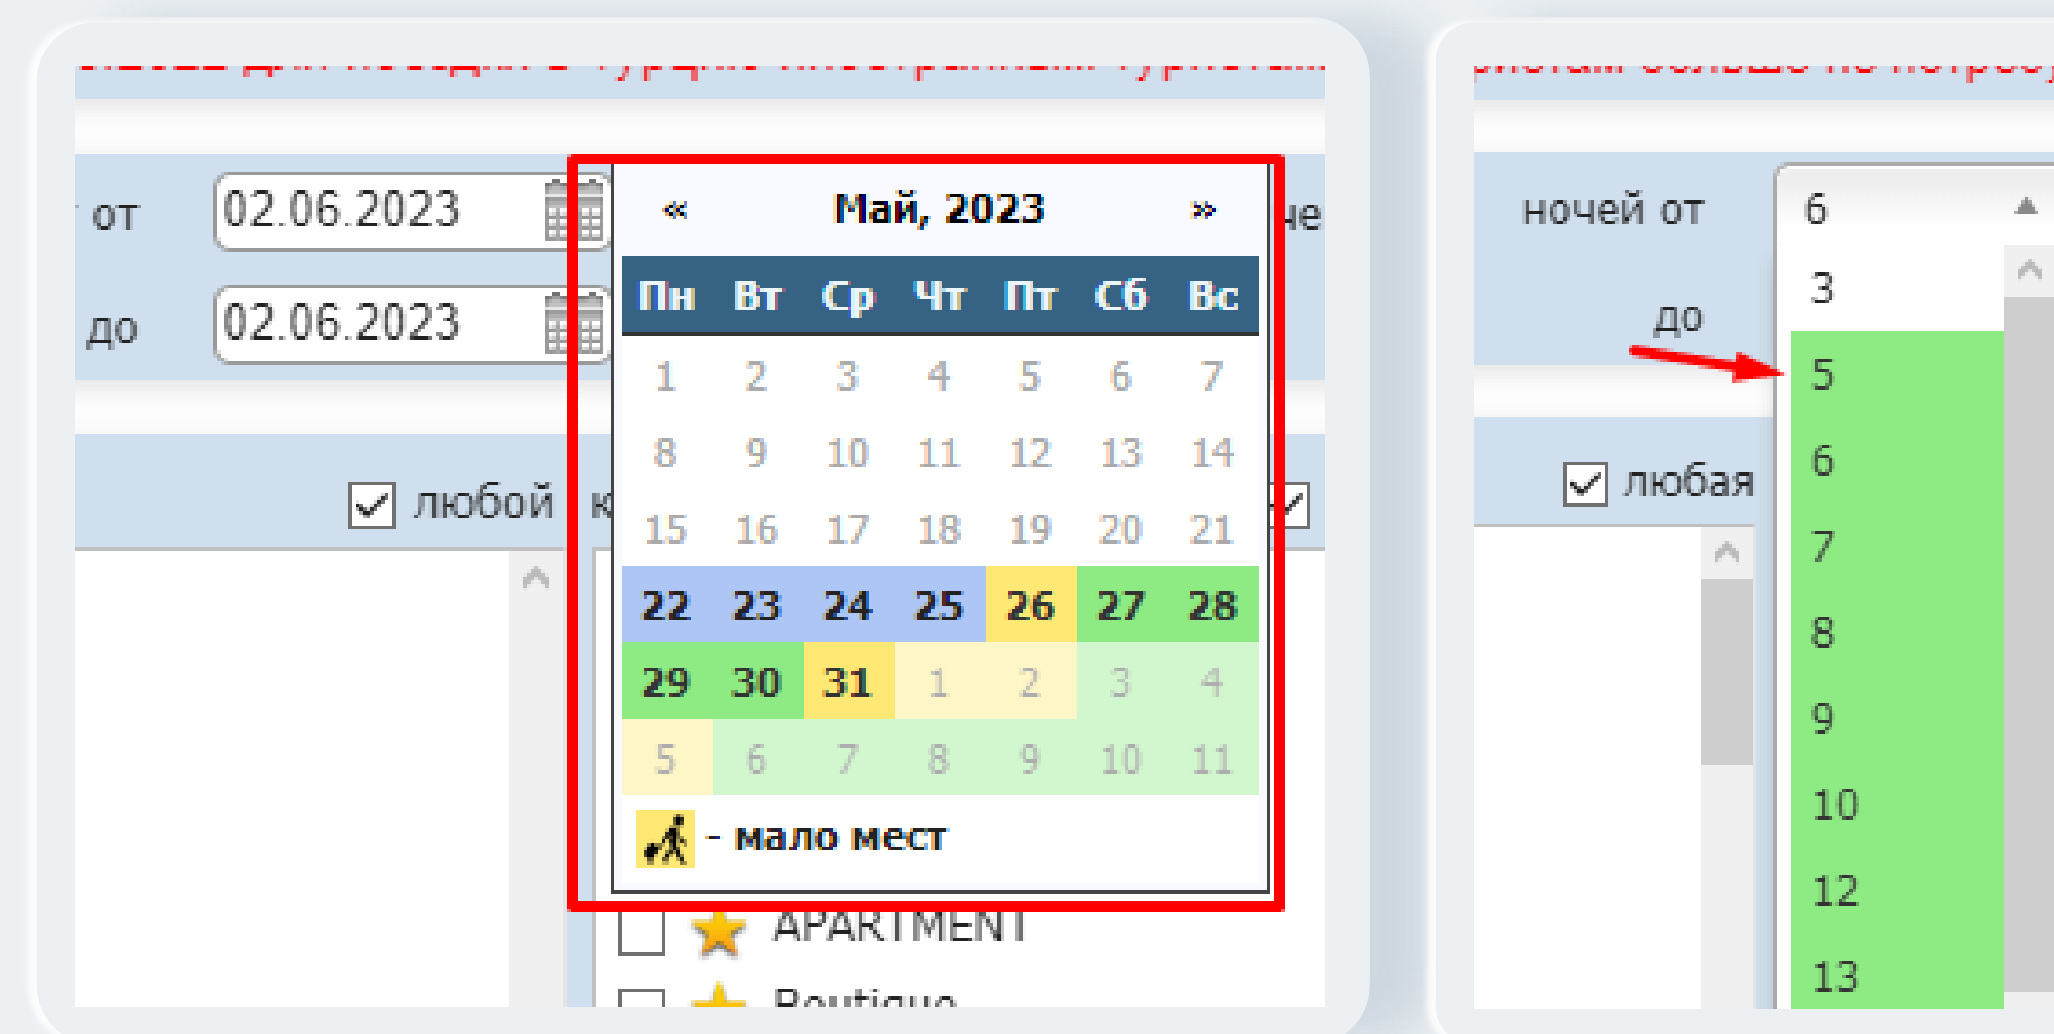 от 02.06.2023
до 02.06.2023
« Май, 2023 »
Пн Вт Ср Чт Пт Сб Вс
1 2 3 4 5 6 7
8 9 10 11 12 13 14
15 16 17 18 19 20 21
22 23 24 25 26 27 28
29 30 31 1 2 3 4
5 6 7 8 9 10 11
- мало мест
любой
APARTMENT
Boutique
ночей от 6
до
любая
3
5
6
7
8
9
10
12
13